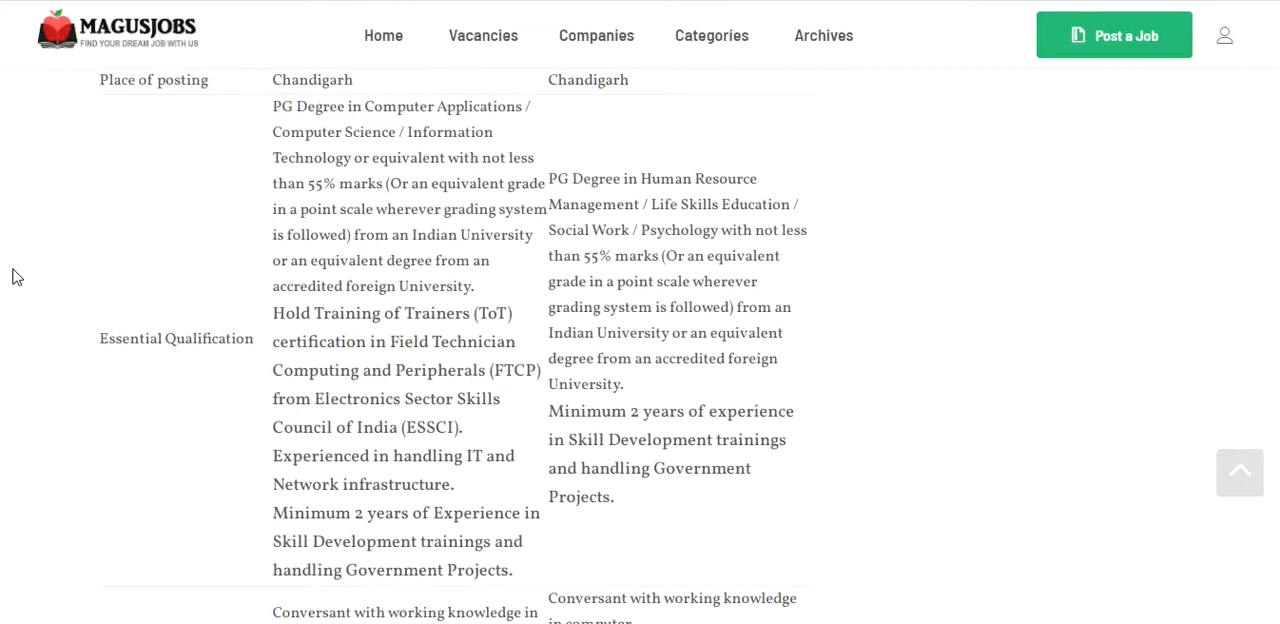 MAGUSJOBS
FIND YOUR DREAM JOB WITH US
Home
Vacancies
Companies
Categories
Archives
Post a Job
Place of posting
Chandigarh
Chandigarh
Essential Qualification
PG Degree in Computer Applications /
Computer Science / Information
Technology or equivalent with not less
than 55% marks (Or an equivalent grade
in a point scale wherever grading system
is followed) from an Indian University
or an equivalent degree from an
accredited foreign University.
Hold Training of Trainers (ToT)
certification in Field Technician
Computing and Peripherals (FTCP)
from Electronics Sector Skills
Council of India (ESSCI).
Experienced in handling IT and
Network infrastructure.
Minimum 2 years of Experience in
Skill Development trainings and
handling Government Projects.
PG Degree in Human Resource
Management / Life Skills Education /
Social Work / Psychology with not less
than 55% marks (Or an equivalent
grade in a point scale wherever
grading system is followed) from an
Indian University or an equivalent
degree from an accredited foreign
University.
Minimum 2 years of experience
in Skill Development trainings
and handling Government
Projects.
Conversant with working knowledge in
Conversant with working knowledge
in computer